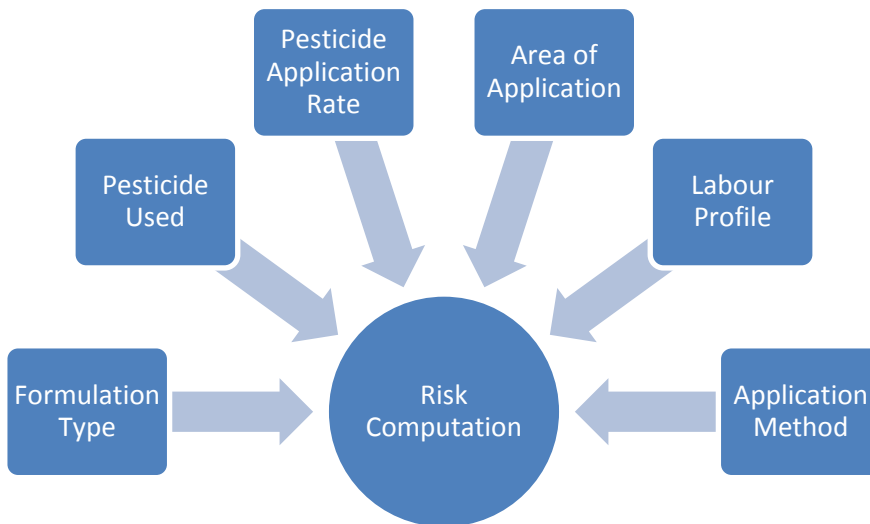 Pesticide
Application
Rate
Area of
Application
Pesticide
Used
Labour
Profile
Formulation
Type
Risk
Computation
Application
Method